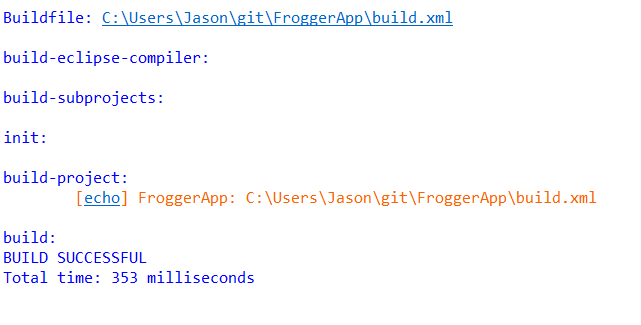 Buildfile: C:\Users\Jason\git\FroggerApp\build.xml
build-eclipse-compiler:
build-subprojects:
init:
build-project:
[echo] FroggerApp: C:\Users\Jason\git\FroggerApp\build.xml
build:
BUILD SUCCESSFUL
Total time: 353 milliseconds